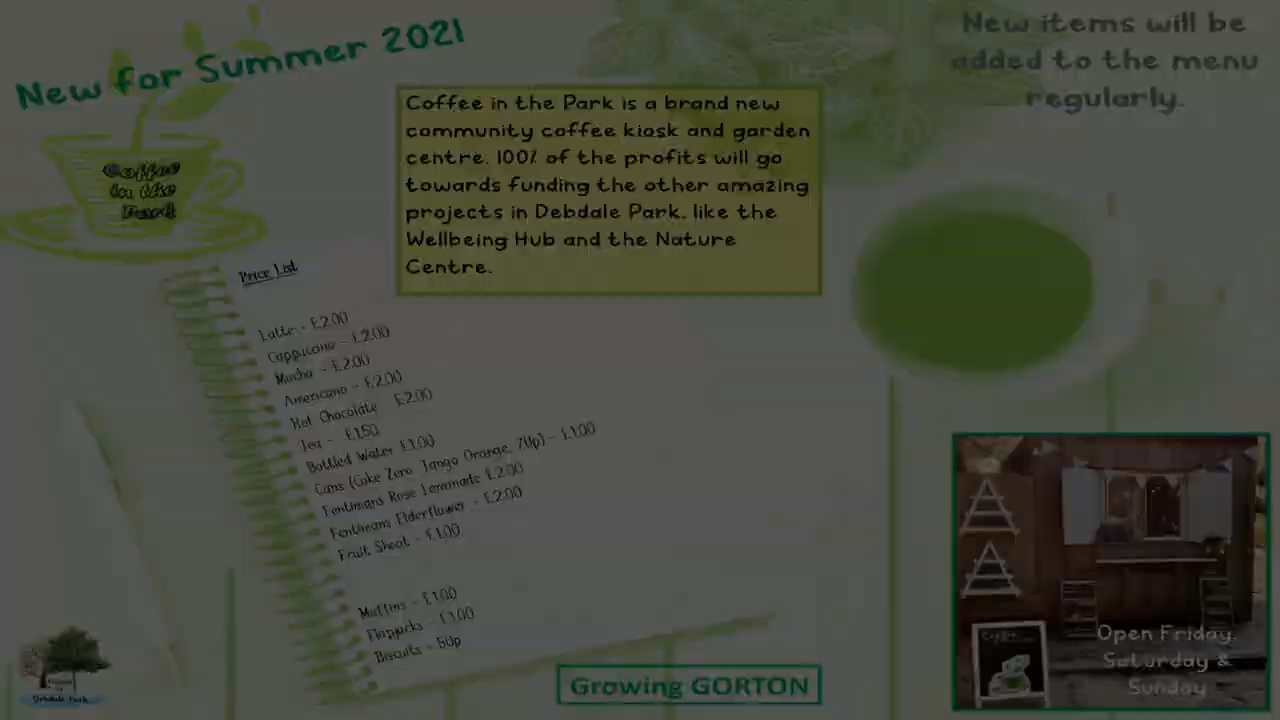 New for Summer 2021
New items will be
added to the menu
regularly.
Coffee in the Park is a brand new
community coffee kiosk and garden
centre. 100% of the profits will go
towards funding the other amazing
projects in Debdale Park, like the
Wellbeing Hub and the Nature
Centre.
Coffee
in the
Park
Price List
Latte - £2.00
Cappucano - £2.00
Mocha - £2.00
Americano - £2.00
Hot Chocolate £2.00
Tea - £1.50
Bottled Water £1.00
Cans (Coke Zero, Tango Orange, 7Up) - £1.00
Fentimans Rose Lemonade £2.00
Fentimans Elderflower - £2.00
Fruit Shoot - £1.00
Muffins - £1.00
Flapjacks - £1.00
Biscuits - 50p
Open Friday,
Saturday &
Sunday
Debdale Park
Growing GORTON